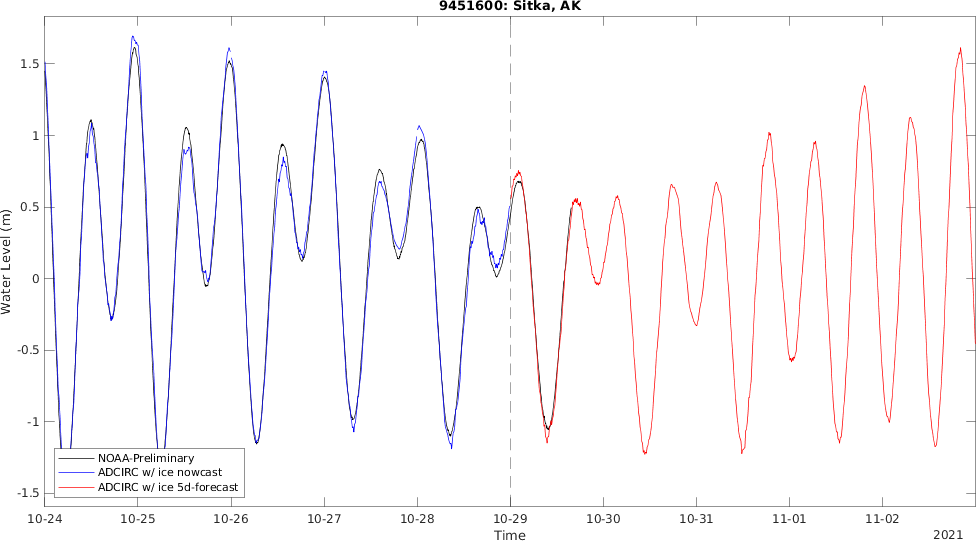 9451600: Sitka, AK
Water Level (m)
1.5
1
0.5
0
-0.5
-1
-1.5
NOAA-Preliminary
ADCIRC w/ ice nowcast
ADCIRC w/ ice 5d-forecast
10-24 10-25 10-26 10-27 10-28 10-29 10-30 10-31 11-01 11-02
Time
2021